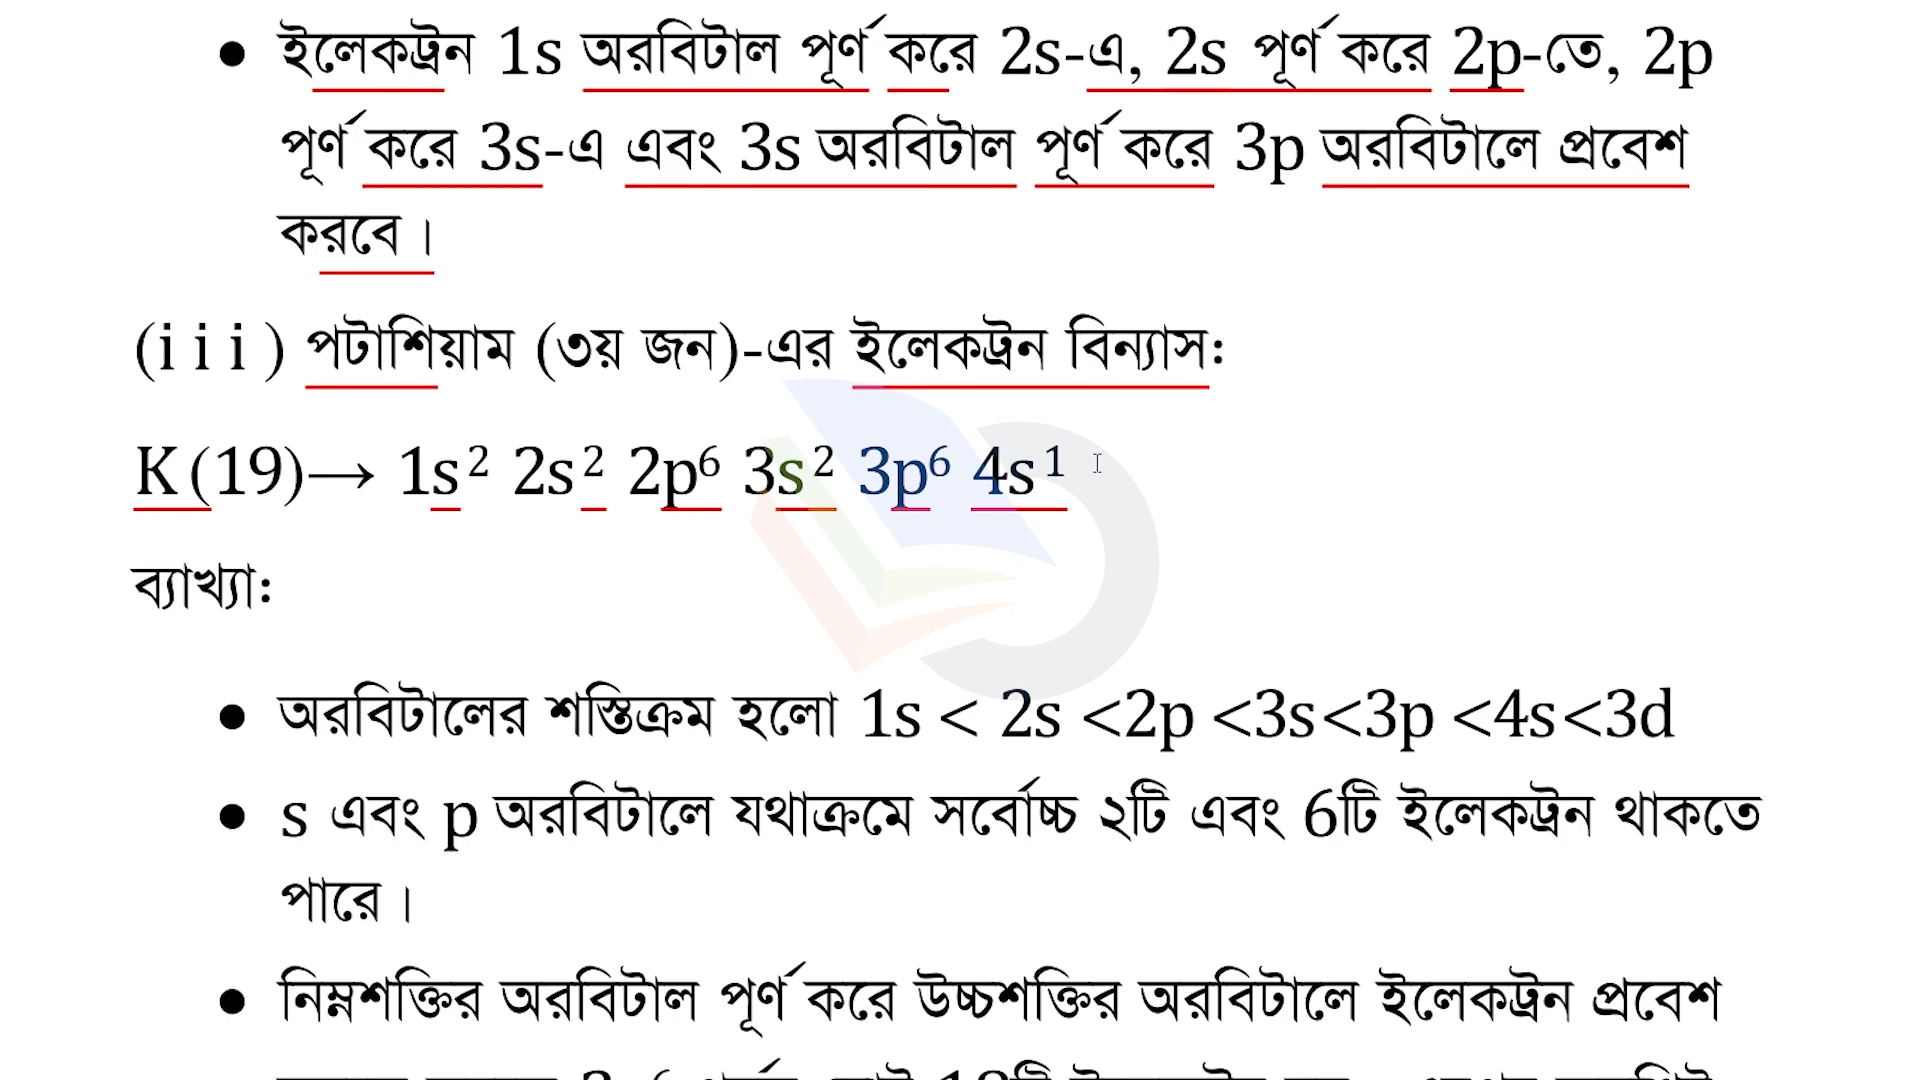 ● ইলেকট্রন 1s অরবিটাল পূর্ণ করে 2s-এ, 2s পূর্ণ করে 2p-তে, 2p
পূর্ণ করে 3s-এ এবং 3s অরবিটাল পূর্ণ করে 3p অরবিটালে প্রবেশ
করবে।
(iii) পটাশিয়াম (৩য় জন)-এর ইলেকট্রন বিন্যাসঃ
K(19)→ 1s² 2s² 2p⁶ 3s² 3p⁶ 4s¹
ব্যাখ্যাঃ
● অরবিটালের শস্তিক্রম হলো 1s < 2s <2p <3s<3p <4s<3d
● s এবং p অরবিটালে যথাক্রমে সর্বোচ্চ ২টি এবং 6টি ইলেকট্রন থাকতে
পারে।
● নিম্নশক্তির অরবিটাল পূর্ণ করে উচ্চশক্তির অরবিটালে ইলেকট্রন প্রবেশ